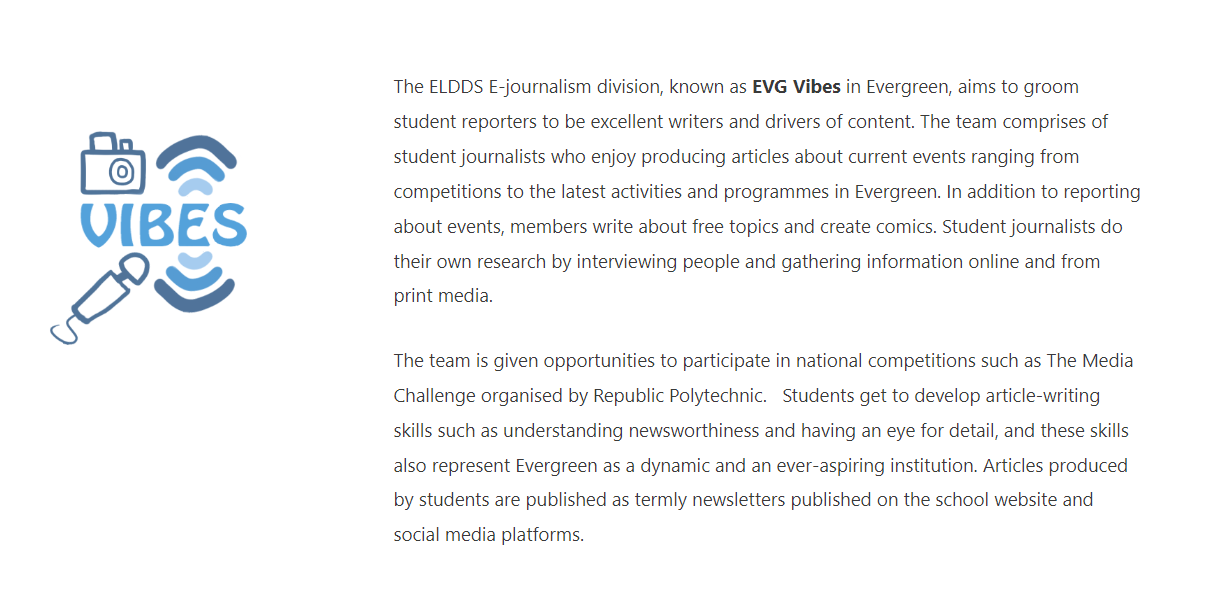 VIBES
The ELDDS E-journalism division, known as EVG Vibes in Evergreen, aims to groom
student reporters to be excellent writers and drivers of content. The team comprises of
student journalists who enjoy producing articles about current events ranging from
competitions to the latest activities and programmes in Evergreen. In addition to reporting
about events, members write about free topics and create comics. Student journalists do
their own research by interviewing people and gathering information online and from
print media.
The team is given opportunities to participate in national competitions such as The Media
Challenge organised by Republic Polytechnic.   Students get to develop article-writing
skills such as understanding newsworthiness and having an eye for detail, and these skills
also represent Evergreen as a dynamic and an ever-aspiring institution. Articles produced
by students are published as termly newsletters published on the school website and
social media platforms.